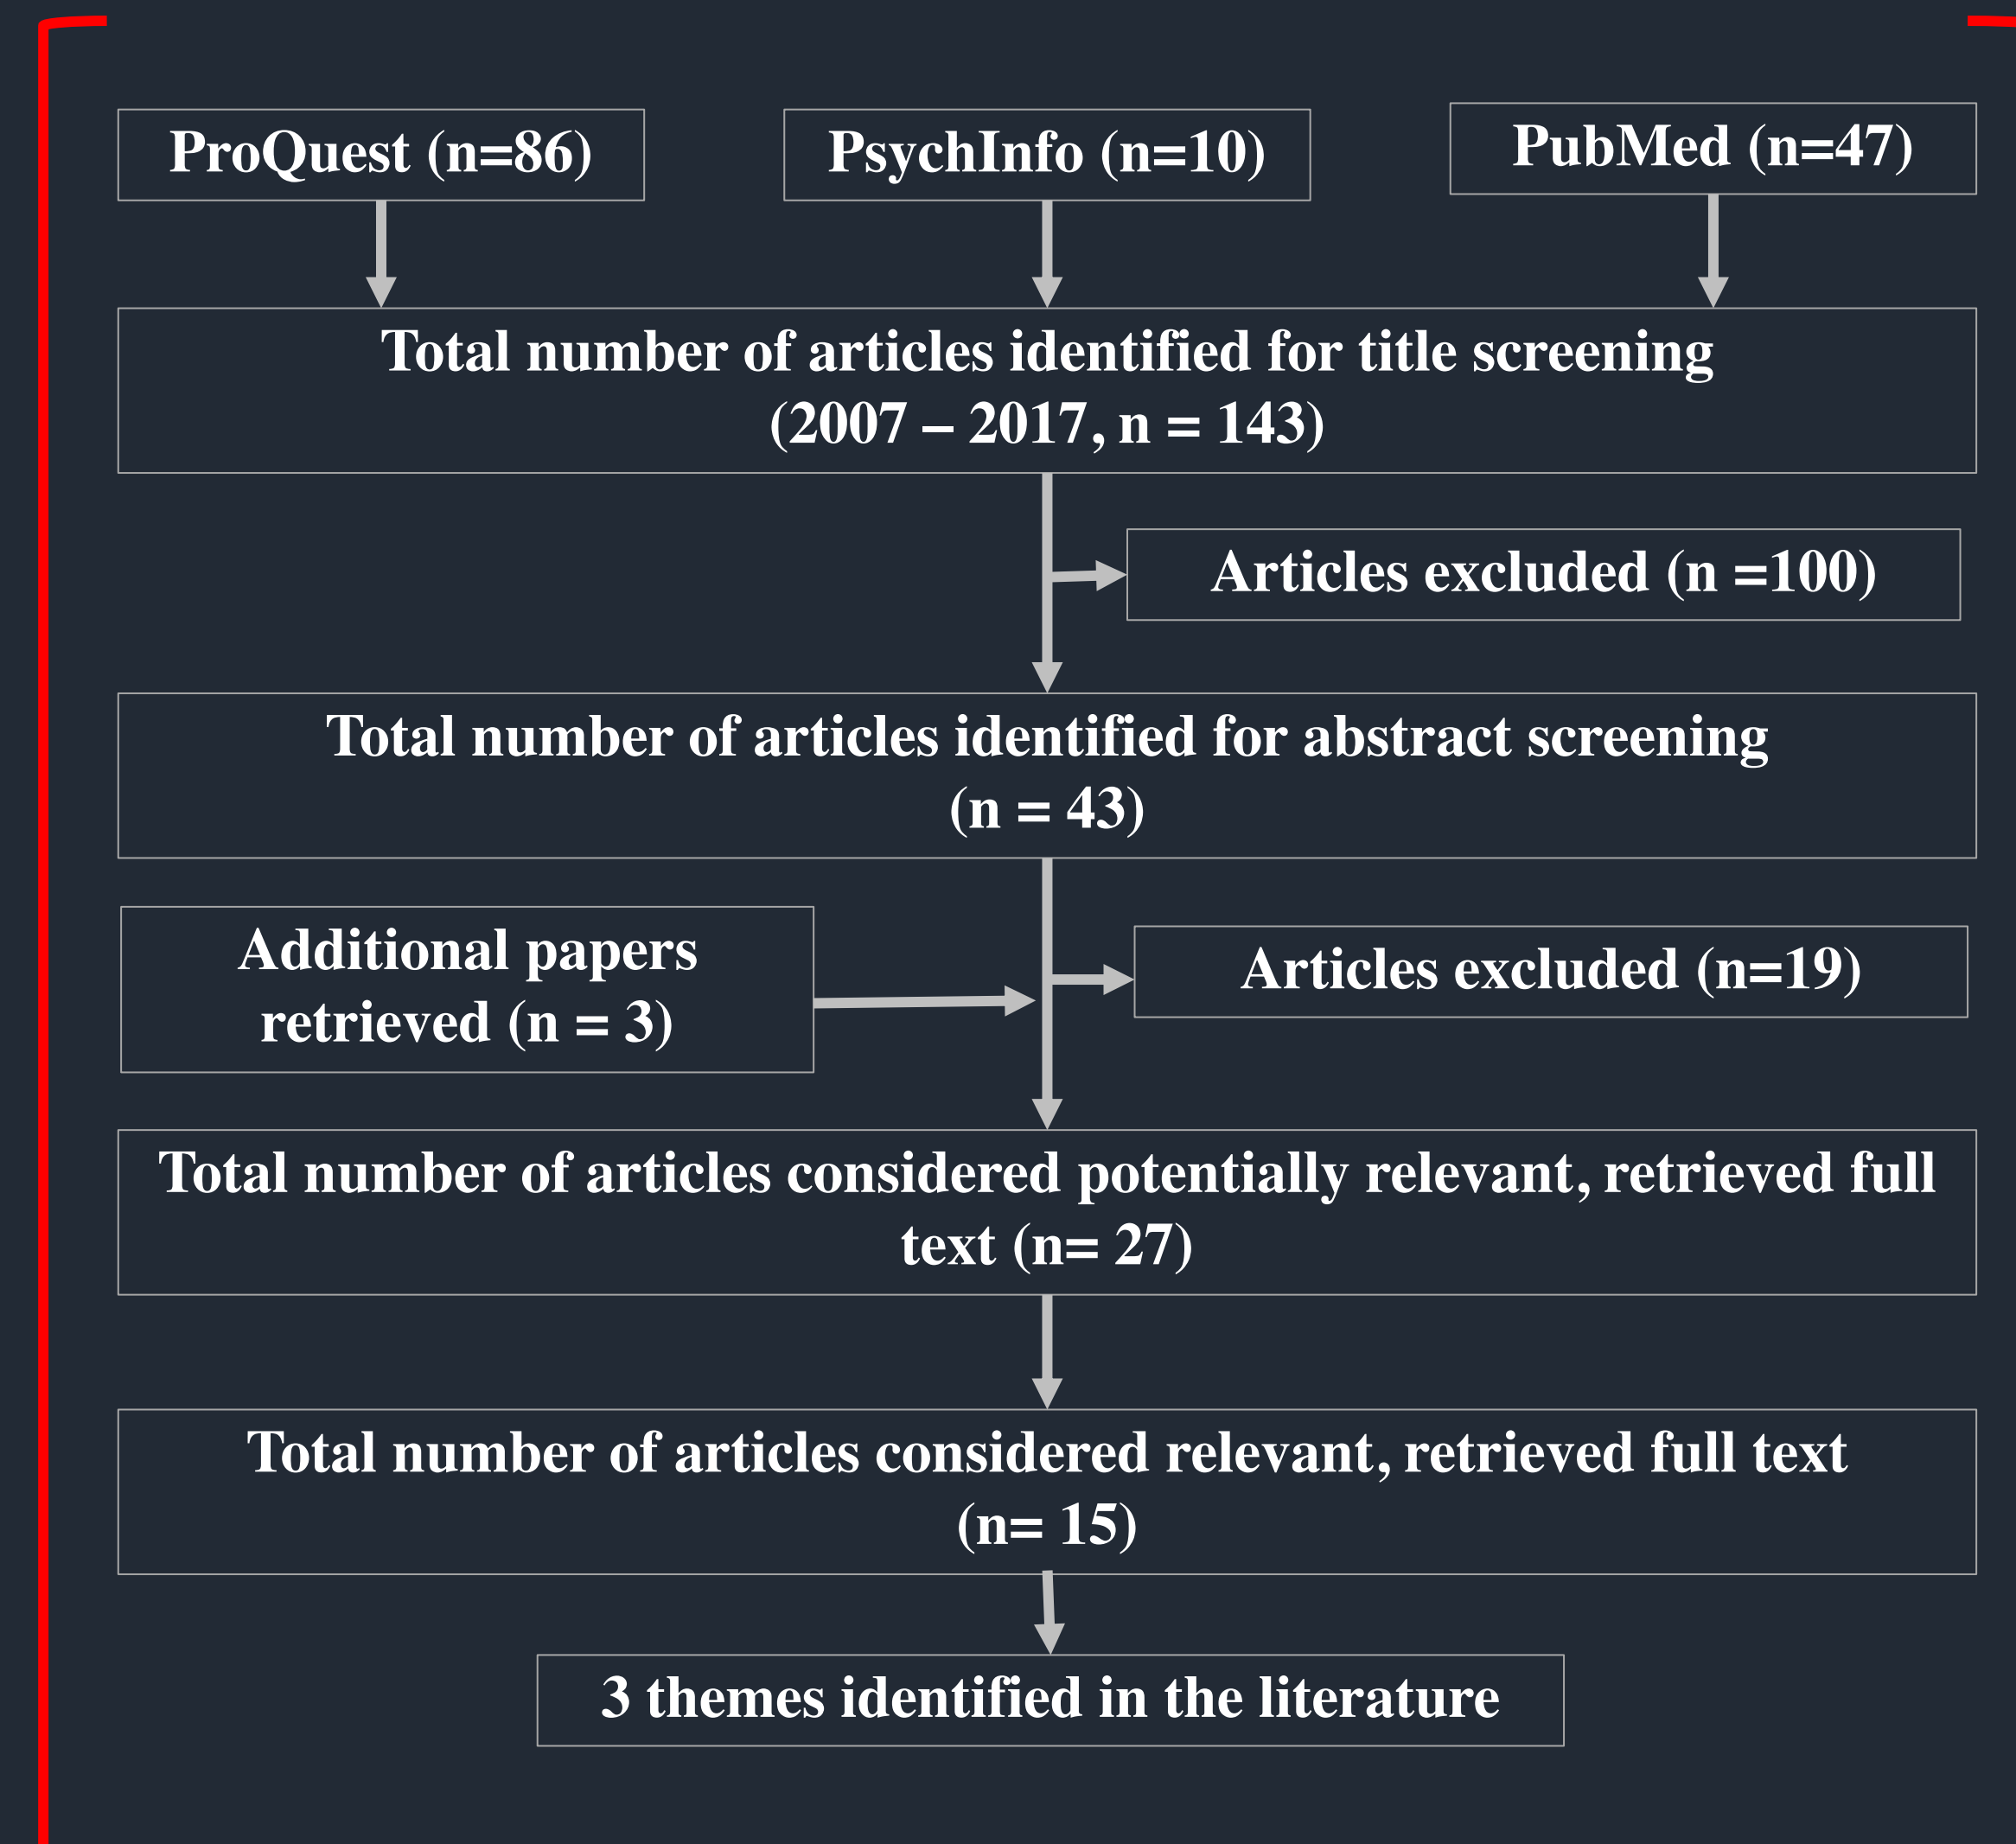 ProQuest (n=86)
PsychInfo (n=10)
PubMed (n=47)
Total number of articles identified for title screening
(2007 – 2017, n = 143)
Articles excluded (n =100)
Total number of articles identified for abstract screening
(n = 43)
Additional papers
retrieved (n = 3)
Articles excluded (n=19)
Total number of articles considered potentially relevant, retrieved full
text (n= 27)
Total number of articles considered relevant, retrieved full text
(n= 15)
3 themes identified in the literature